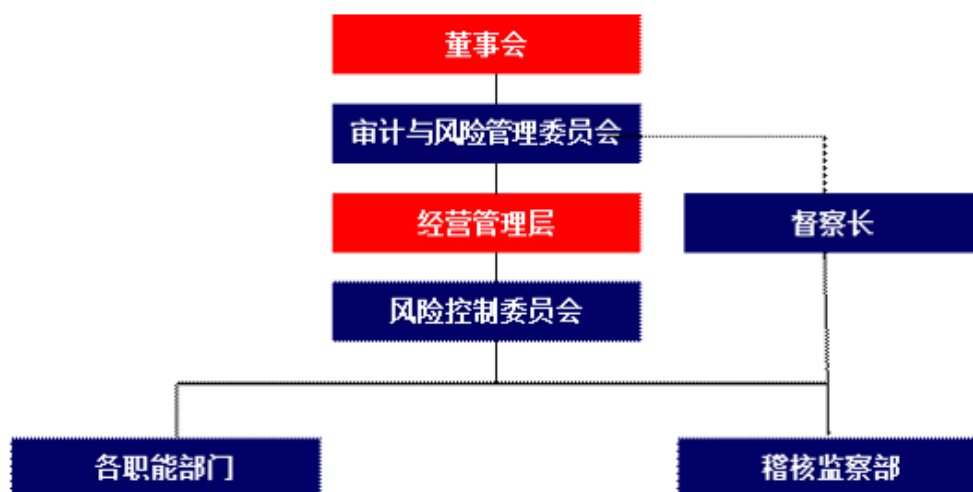 董事会
审计与风险管理委员会
经营管理层
督察长
风险控制委员会
各职能部门
稽核监察部